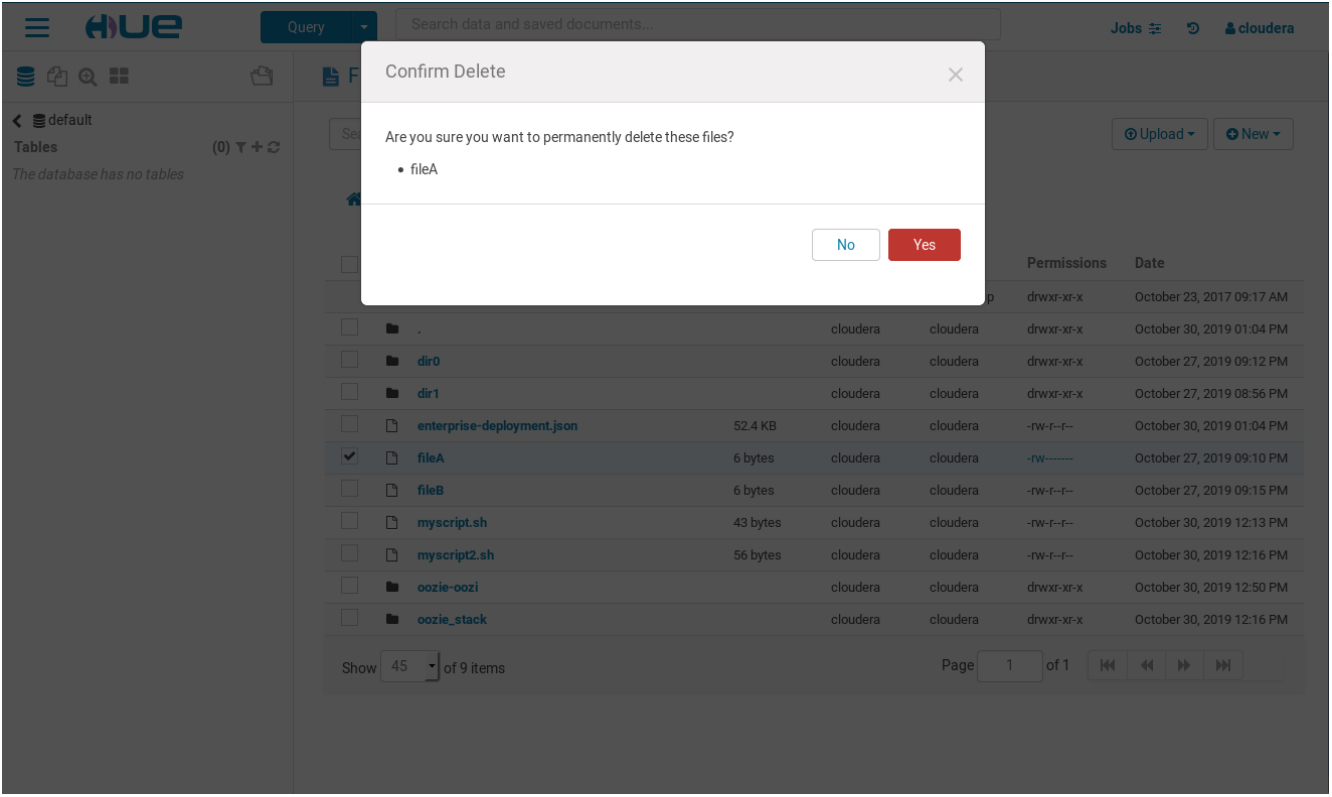 HUE
Query
Search data and saved documents...
Jobs
cloudera
Confirm Delete
Are you sure you want to permanently delete these files?
• fileA
No
Yes
default
Tables (0)
The database has no tables
F
Sea
Upload
New
Permissions Date
p drwxr-xr-x October 23, 2017 09:17 AM
. cloudera cloudera drwxr-xr-x October 30, 2019 01:04 PM
dir0 cloudera cloudera drwxr-xr-x October 27, 2019 09:12 PM
dir1 cloudera cloudera drwxr-xr-x October 27, 2019 08:56 PM
enterprise-deployment.json 52.4 KB cloudera cloudera -rw-r--r-- October 30, 2019 01:04 PM
fileA 6 bytes cloudera cloudera -rw------- October 27, 2019 09:10 PM
fileB 6 bytes cloudera cloudera -rw-r--r-- October 27, 2019 09:15 PM
myscript.sh 43 bytes cloudera cloudera -rw-r--r-- October 30, 2019 12:13 PM
myscript2.sh 56 bytes cloudera cloudera -rw-r--r-- October 30, 2019 12:16 PM
oozie-oozi cloudera cloudera drwxr-xr-x October 30, 2019 12:50 PM
oozie_stack cloudera cloudera drwxr-xr-x October 30, 2019 12:16 PM
Show 45 of 9 items
Page 1 of 1